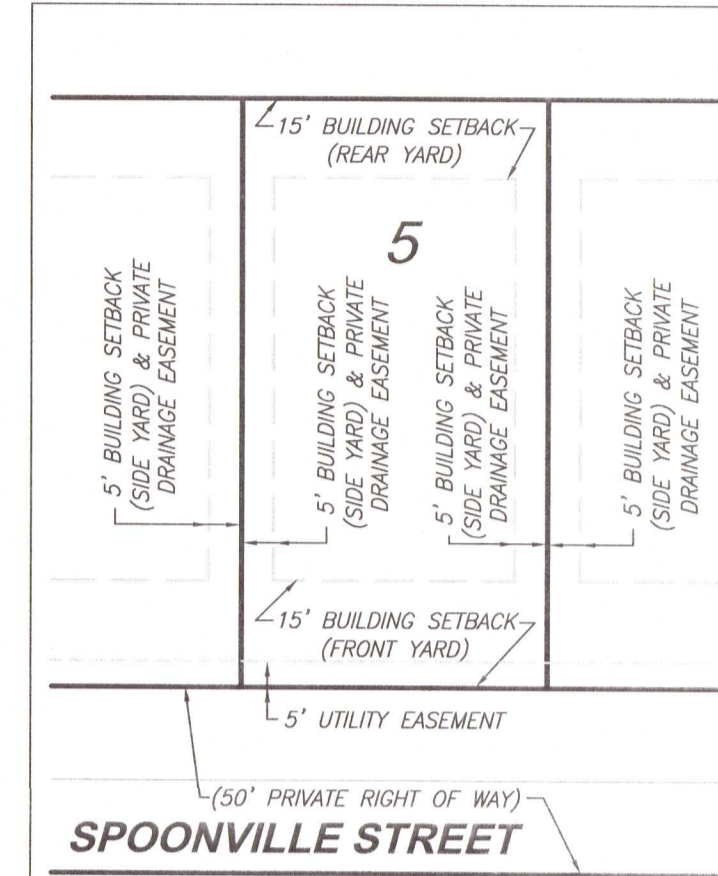 15' BUILDING SETBACK
(REAR YARD)
5
5' BUILDING SETBACK
(SIDE YARD) & PRIVATE
DRAINAGE EASEMENT
5' BUILDING SETBACK
(SIDE YARD) & PRIVATE
DRAINAGE EASEMENT
5' BUILDING SETBACK
(SIDE YARD) & PRIVATE
DRAINAGE EASEMENT
5' BUILDING SETBACK
(SIDE YARD) & PRIVATE
DRAINAGE EASEMENT
15' BUILDING SETBACK
(FRONT YARD)
5' UTILITY EASEMENT
(50' PRIVATE RIGHT OF WAY)
SPOONVILLE STREET